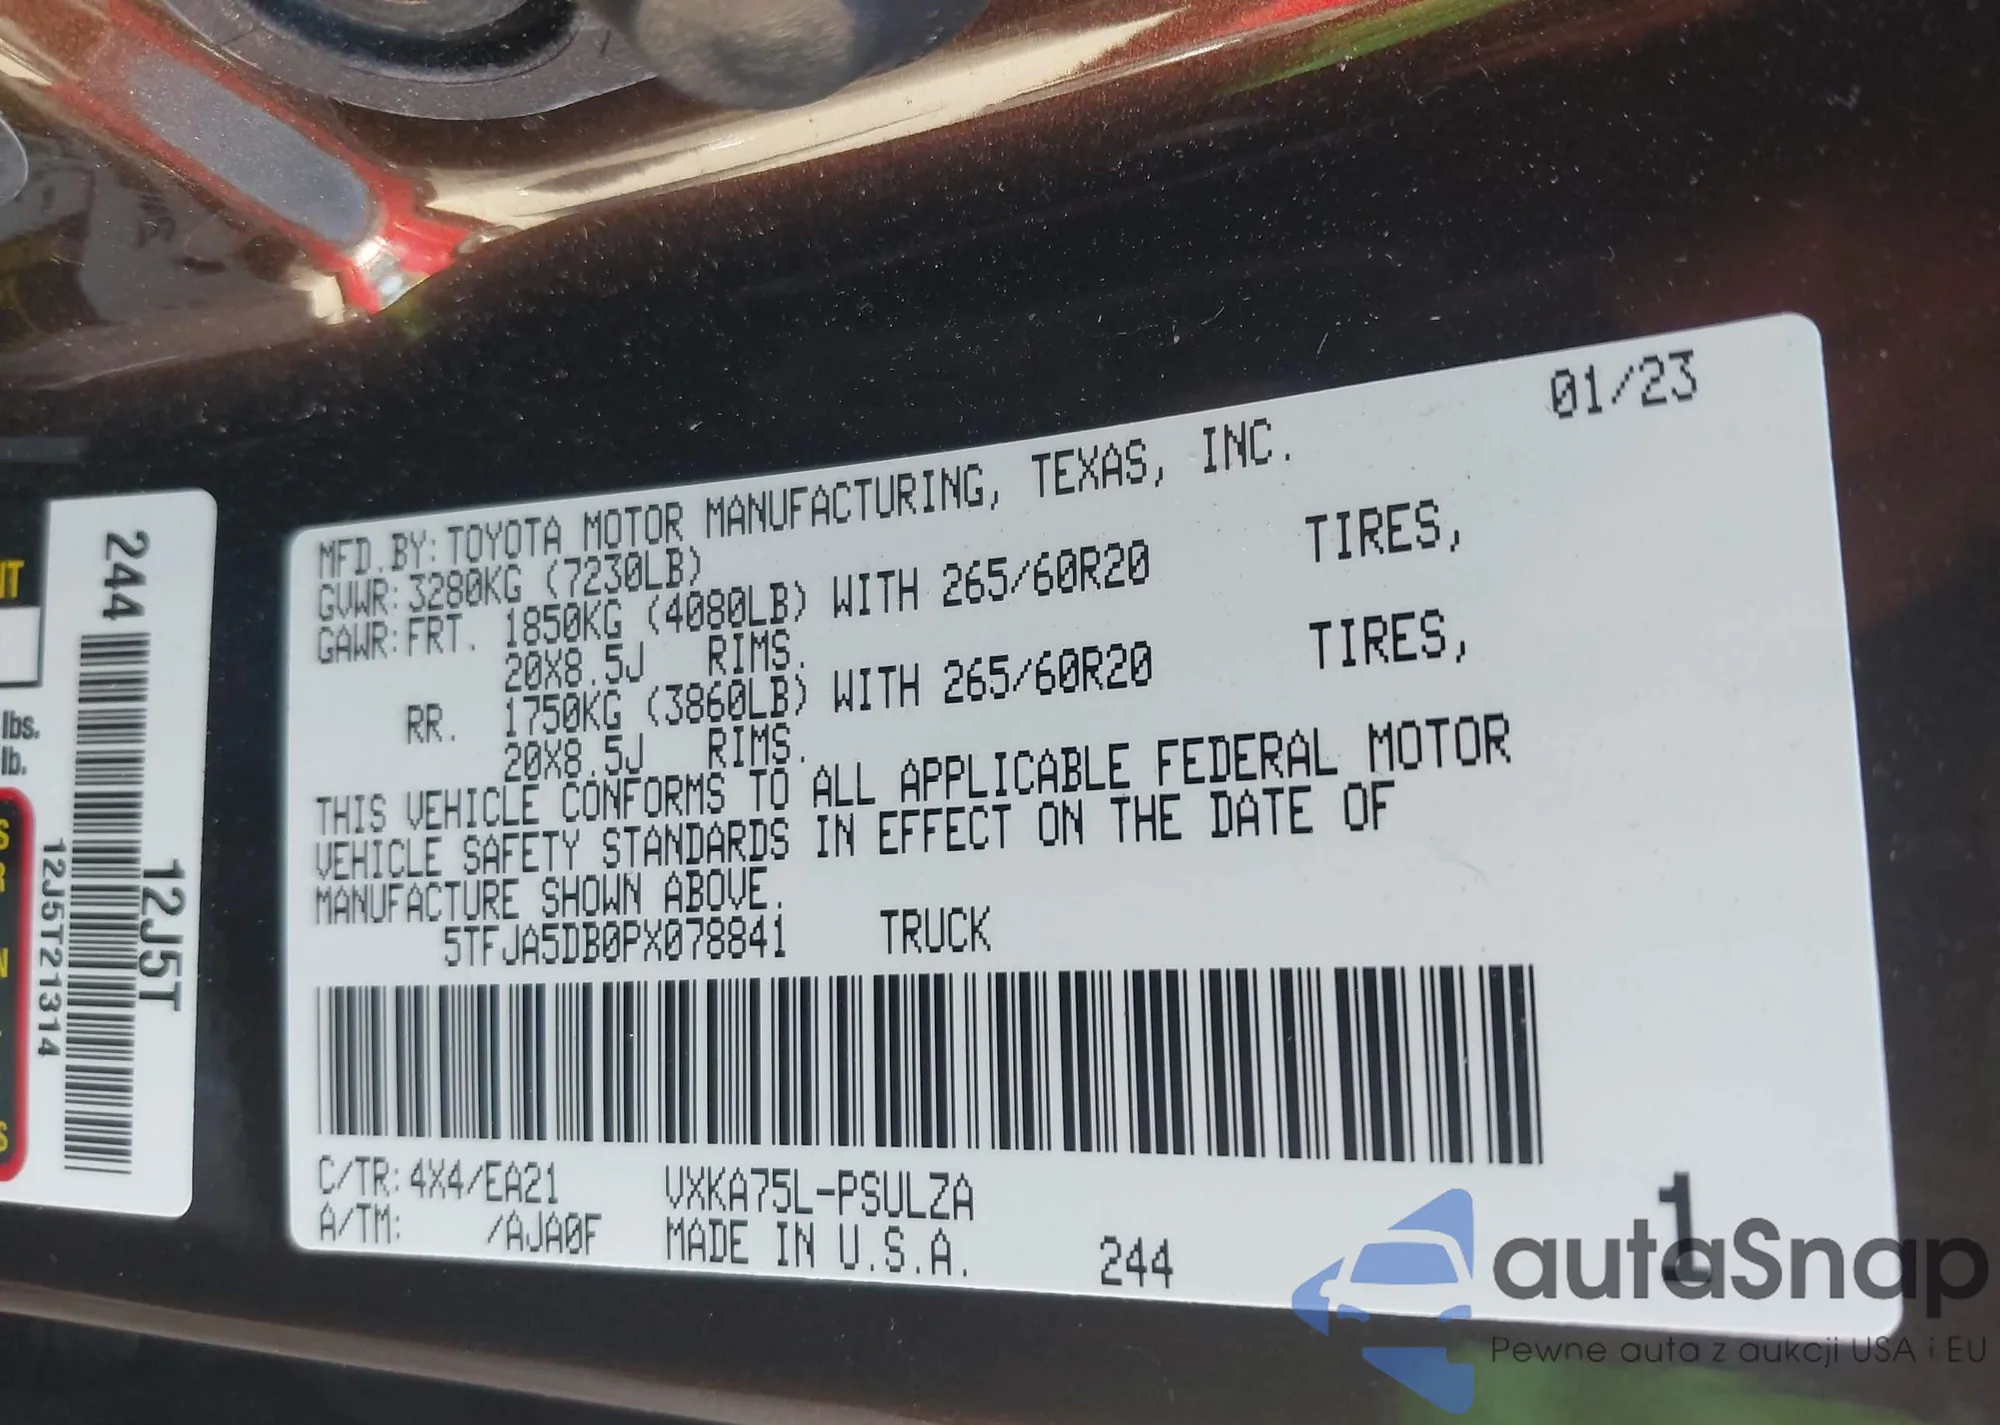 01/23
MFD.BY:TOYOTA MOTOR MANUFACTURING, TEXAS, INC.
GVWR:3280KG (7230LB)
GAWR:FRT. 1850KG (4080LB) WITH 265/60R20 TIRES,
20X8.5J RIMS.
RR. 1750KG (3860LB) WITH 265/60R20 TIRES,
20X8.5J RIMS.
THIS VEHICLE CONFORMS TO ALL APPLICABLE FEDERAL MOTOR
VEHICLE SAFETY STANDARDS IN EFFECT ON THE DATE OF
MANUFACTURE SHOWN ABOVE.
5TFJA5DB0PX078841 TRUCK
C/TR:4X4/EA21 VXKA75L-PSULZA
A/TM: /AJA0F MADE IN U.S.A. 244
1
244
12J5T
12J5T21314
lbs.
lb.
autaSnap
Pewne auta z aukcji USA i EU